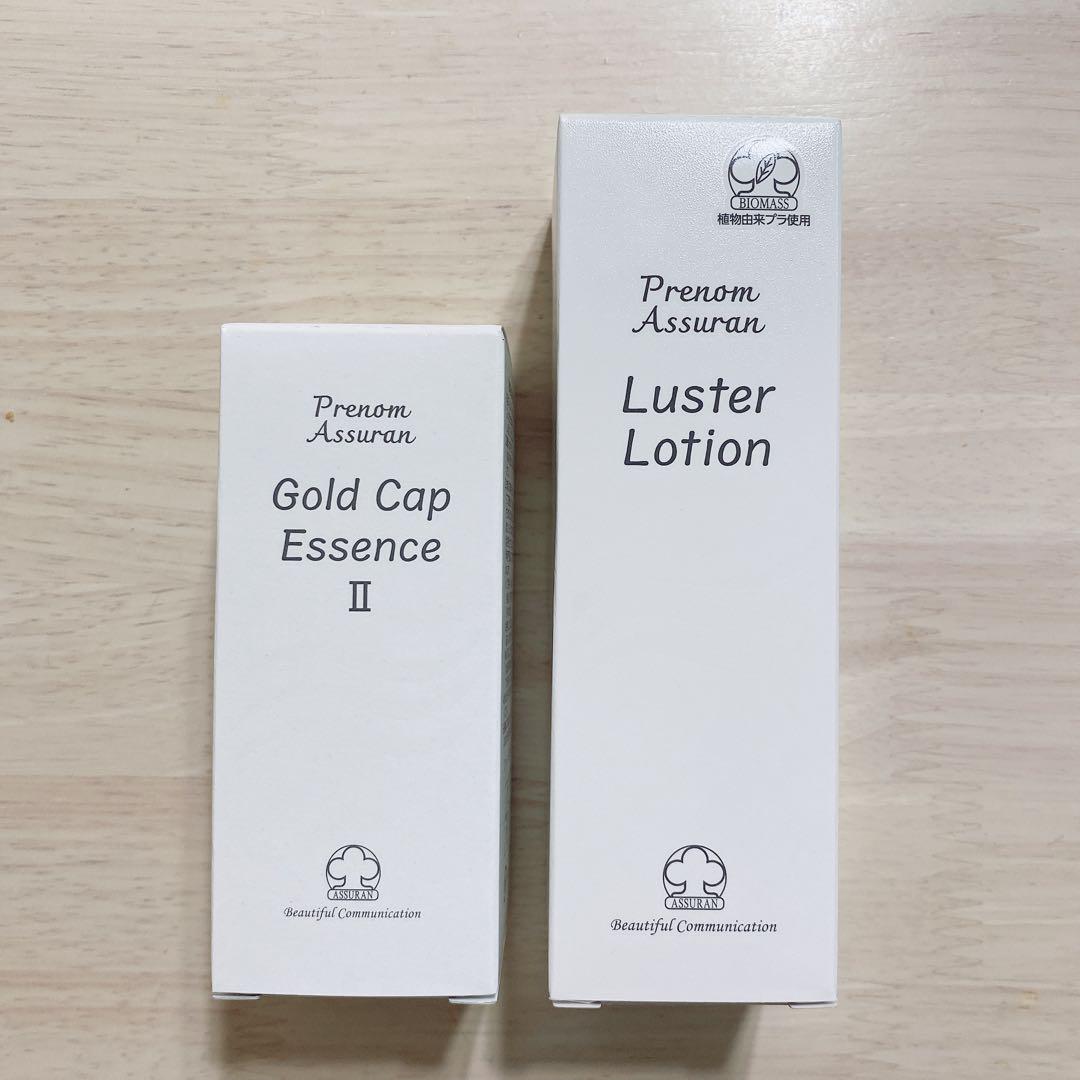 Prenom
Assuran
Gold Cap
Essence
Ⅱ
ASSURAN
Beautiful Communication
BIOMASS
植物由来プラ使用
Prenom
Assuran
Luster
Lotion
ASSURAN
Beautiful Communication